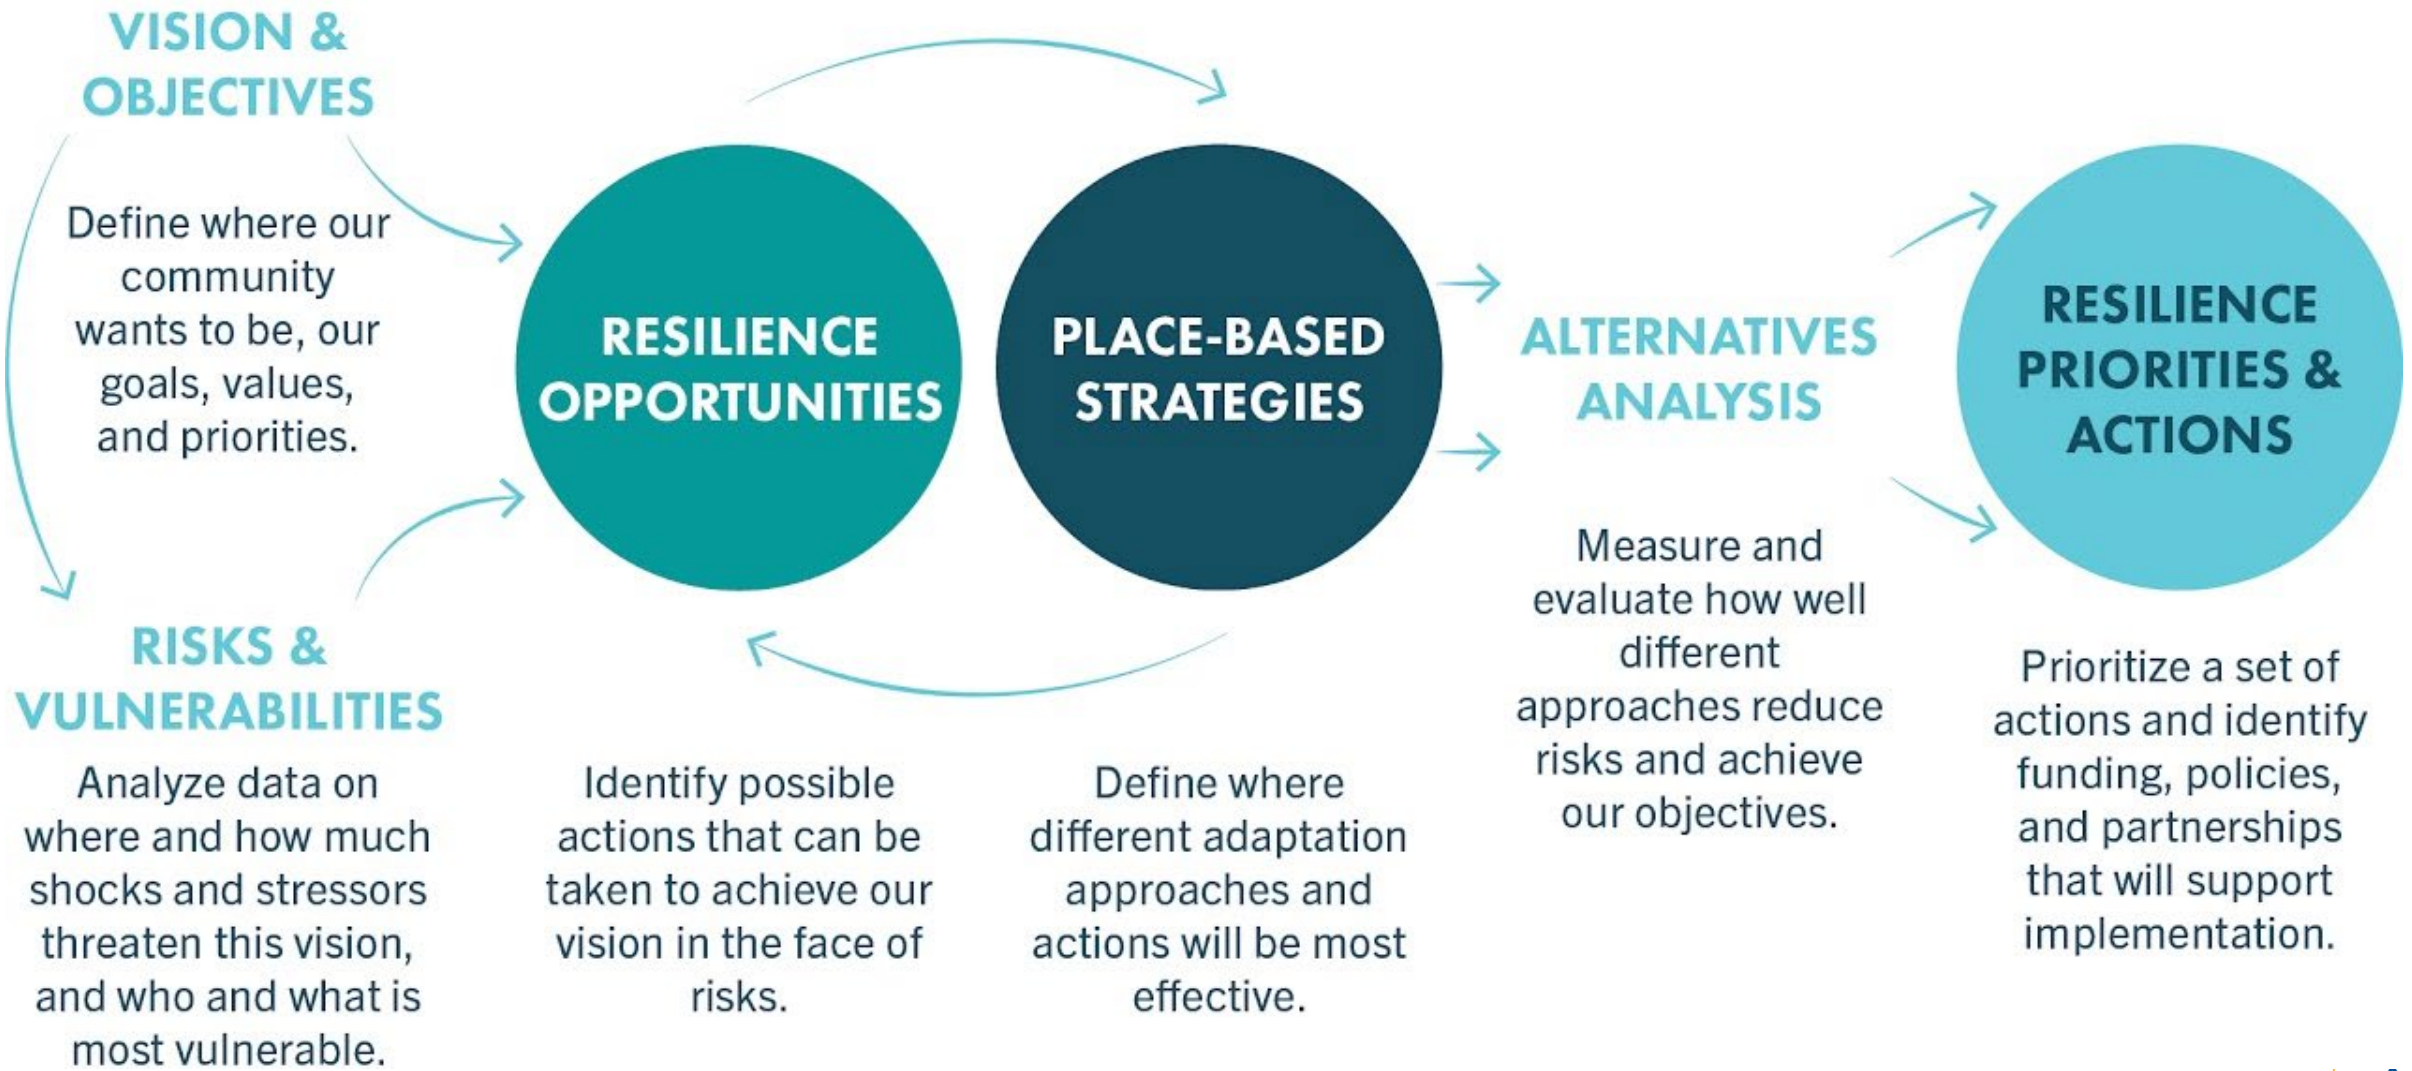 VISION &
OBJECTIVES
Define where our
community
wants to be, our
goals, values,
and priorities.
RISKS &
VULNERABILITIES
Analyze data on
where and how much
shocks and stressors
threaten this vision,
and who and what is
most vulnerable.
RESILIENCE
OPPORTUNITIES
Identify possible
actions that can be
taken to achieve our
vision in the face of
risks.
PLACE-BASED
STRATEGIES
Define where
different adaptation
approaches and
actions will be most
effective.
ALTERNATIVES
ANALYSIS
Measure and
evaluate how well
different
approaches reduce
risks and achieve
our objectives.
RESILIENCE
PRIORITIES &
ACTIONS
Prioritize a set of
actions and identify
funding, policies,
and partnerships
that will support
implementation.